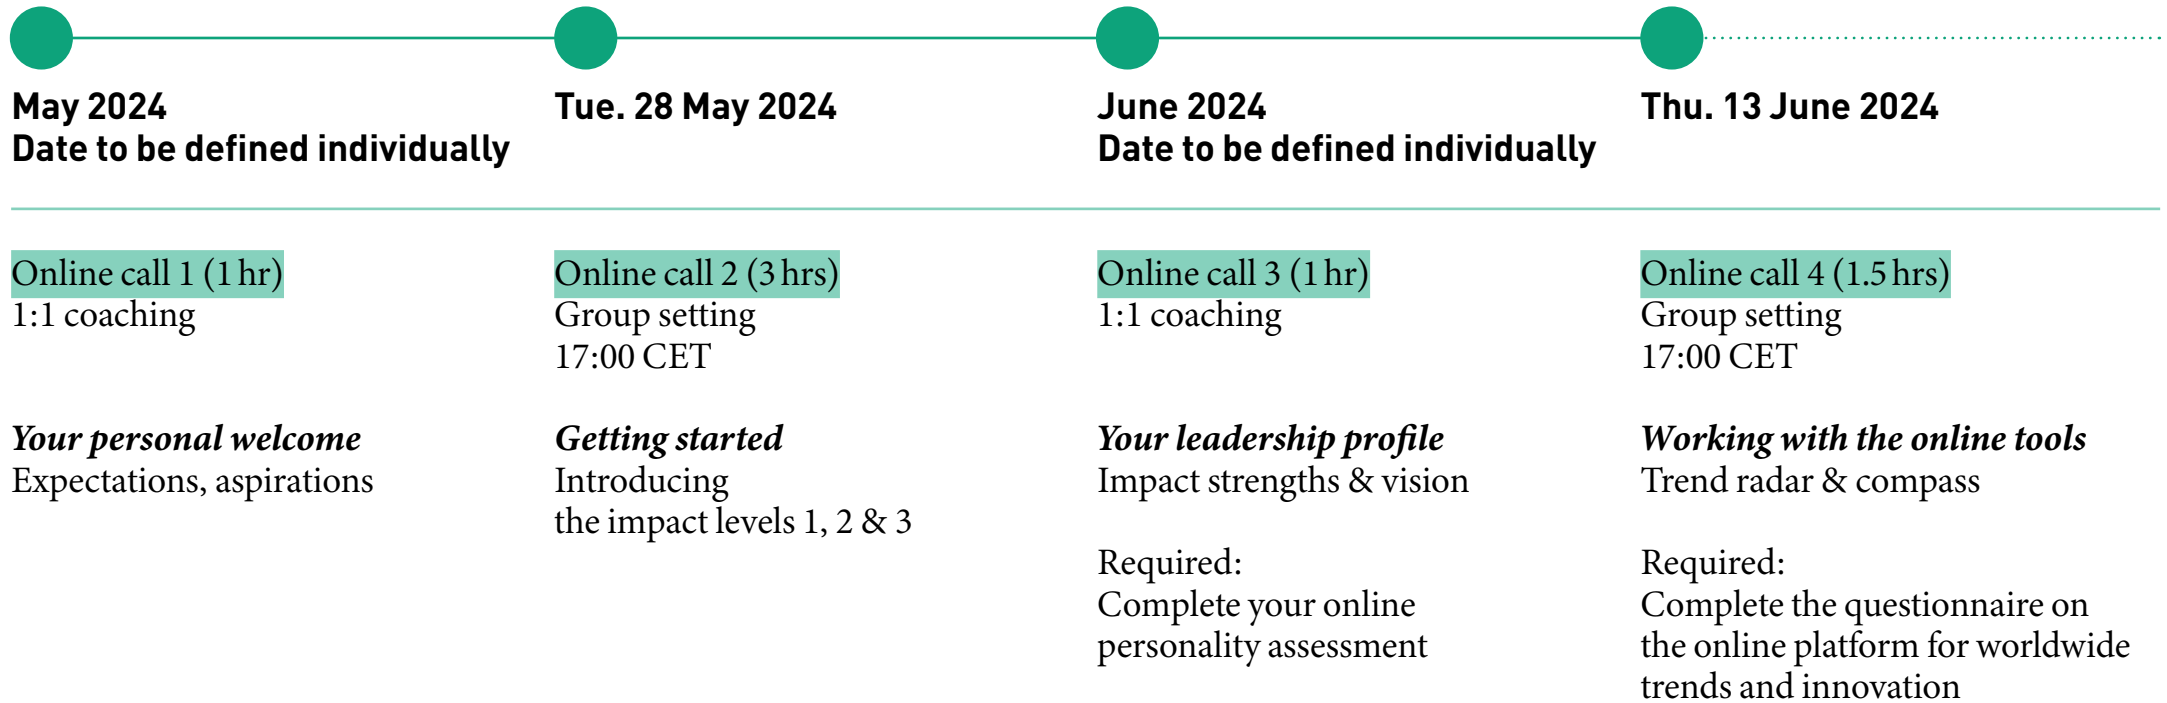 May 2024
Date to be defined individually
Online call 1 (1 hr)
1:1 coaching
Your personal welcome
Expectations, aspirations
Tue. 28 May 2024
Online call 2 (3 hrs)
Group setting
17:00 CET
Getting started
Introducing
the impact levels 1, 2 & 3
June 2024
Date to be defined individually
Online call 3 (1 hr)
1:1 coaching
Your leadership profile
Impact strengths & vision
Required:
Complete your online
personality assessment
Thu. 13 June 2024
Online call 4 (1.5 hrs)
Group setting
17:00 CET
Working with the online tools
Trend radar & compass
Required:
Complete the questionnaire on
the online platform for worldwide
trends and innovation